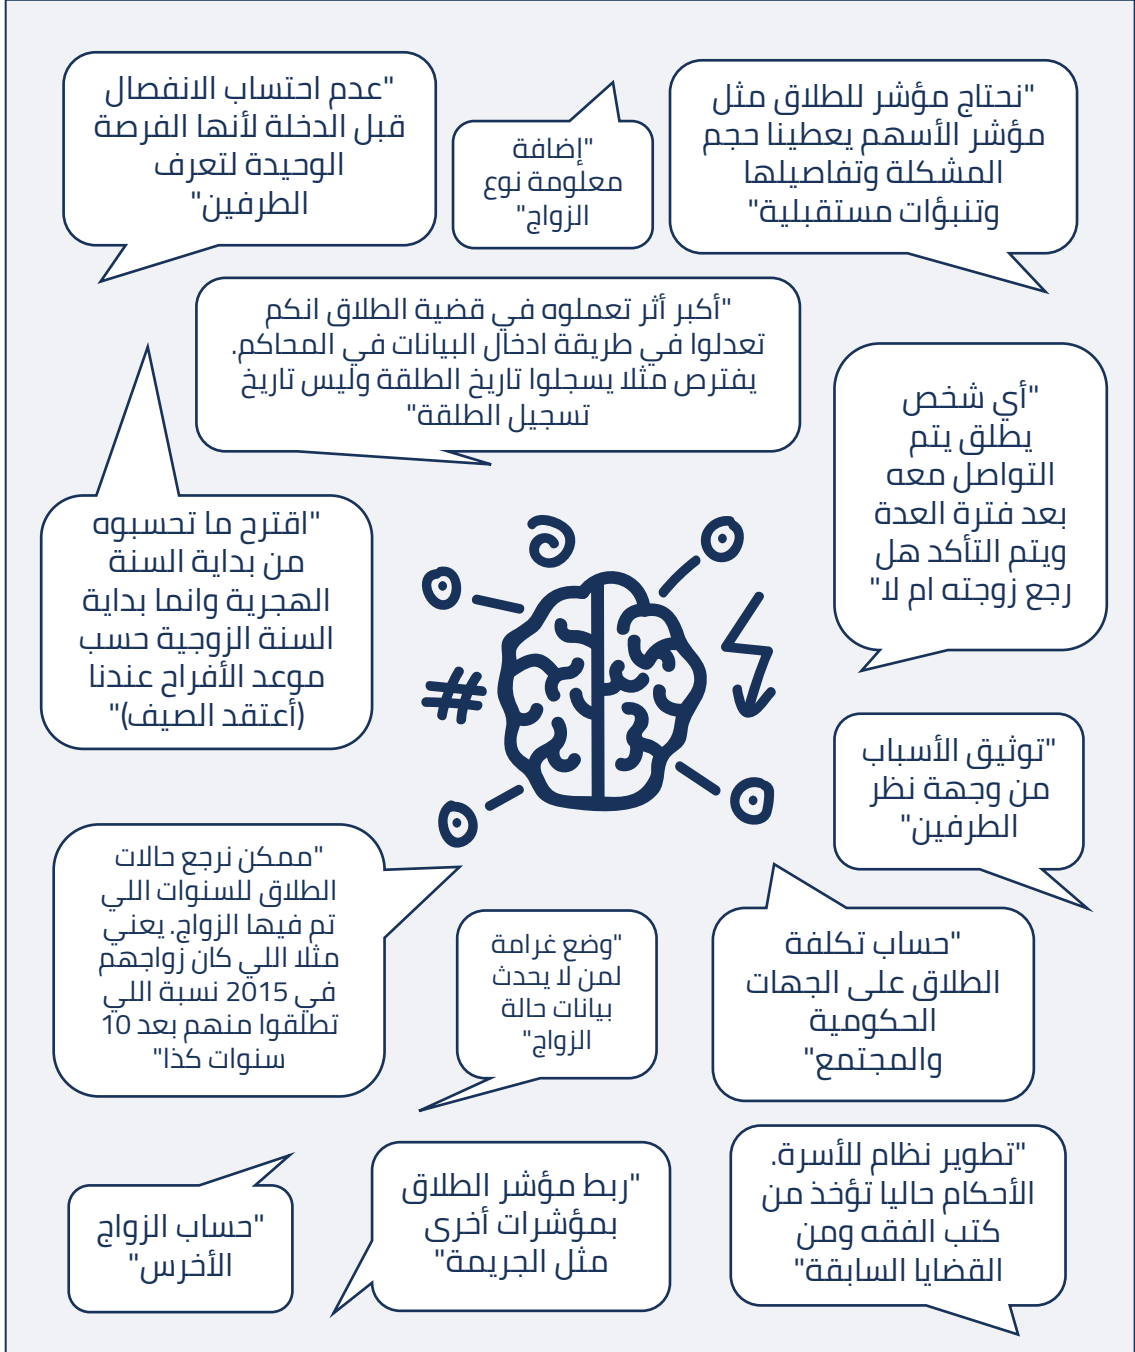 "نحتاج مؤشر للطلاق مثل
مؤشر الأسهم يعطينا حجم
المشكلة وتفاصيلها
وتنبؤات مستقبلية"
"إضافة
معلومة نوع
الزواج"
"عدم احتساب الانفصال
قبل الدخلة لأنها الفرصة
الوحيدة لتعرف
الطرفين"
"أكبر أثر تعملوه في قضية الطلاق انكم
تعدلوا في طريقة ادخال البيانات في المحاكم.
يفترص مثلا يسجلوا تاريخ الطلقة وليس تاريخ
تسجيل الطلقة"
"أي شخص
يطلق يتم
التواصل معه
بعد فترة العدة
ويتم التأكد هل
رجع زوجته ام لا"
"اقترح ما تحسبوه
من بداية السنة
الهجرية وانما بداية
السنة الزوجية حسب
موعد الأفراح عندنا
(أعتقد الصيف)"
"توثيق الأسباب
من وجهة نظر
الطرفين"
"ممكن نرجع حالات
الطلاق للسنوات اللي
تم فيها الزواج. يعني
مثلا اللي كان زواجهم
في 2015 نسبة اللي
تطلقوا منهم بعد 10
سنوات كذا"
"وضع غرامة
لمن لا يحدث
بيانات حالة
الزواج"
"حساب تكلفة
الطلاق على الجهات
الحكومية
والمجتمع"
"تطوير نظام للأسرة.
الأحكام حاليا تؤخذ من
كتب الفقه ومن
القضايا السابقة"
"ربط مؤشر الطلاق
بمؤشرات أخرى
مثل الجريمة"
"حساب الزواج
الأخرس"